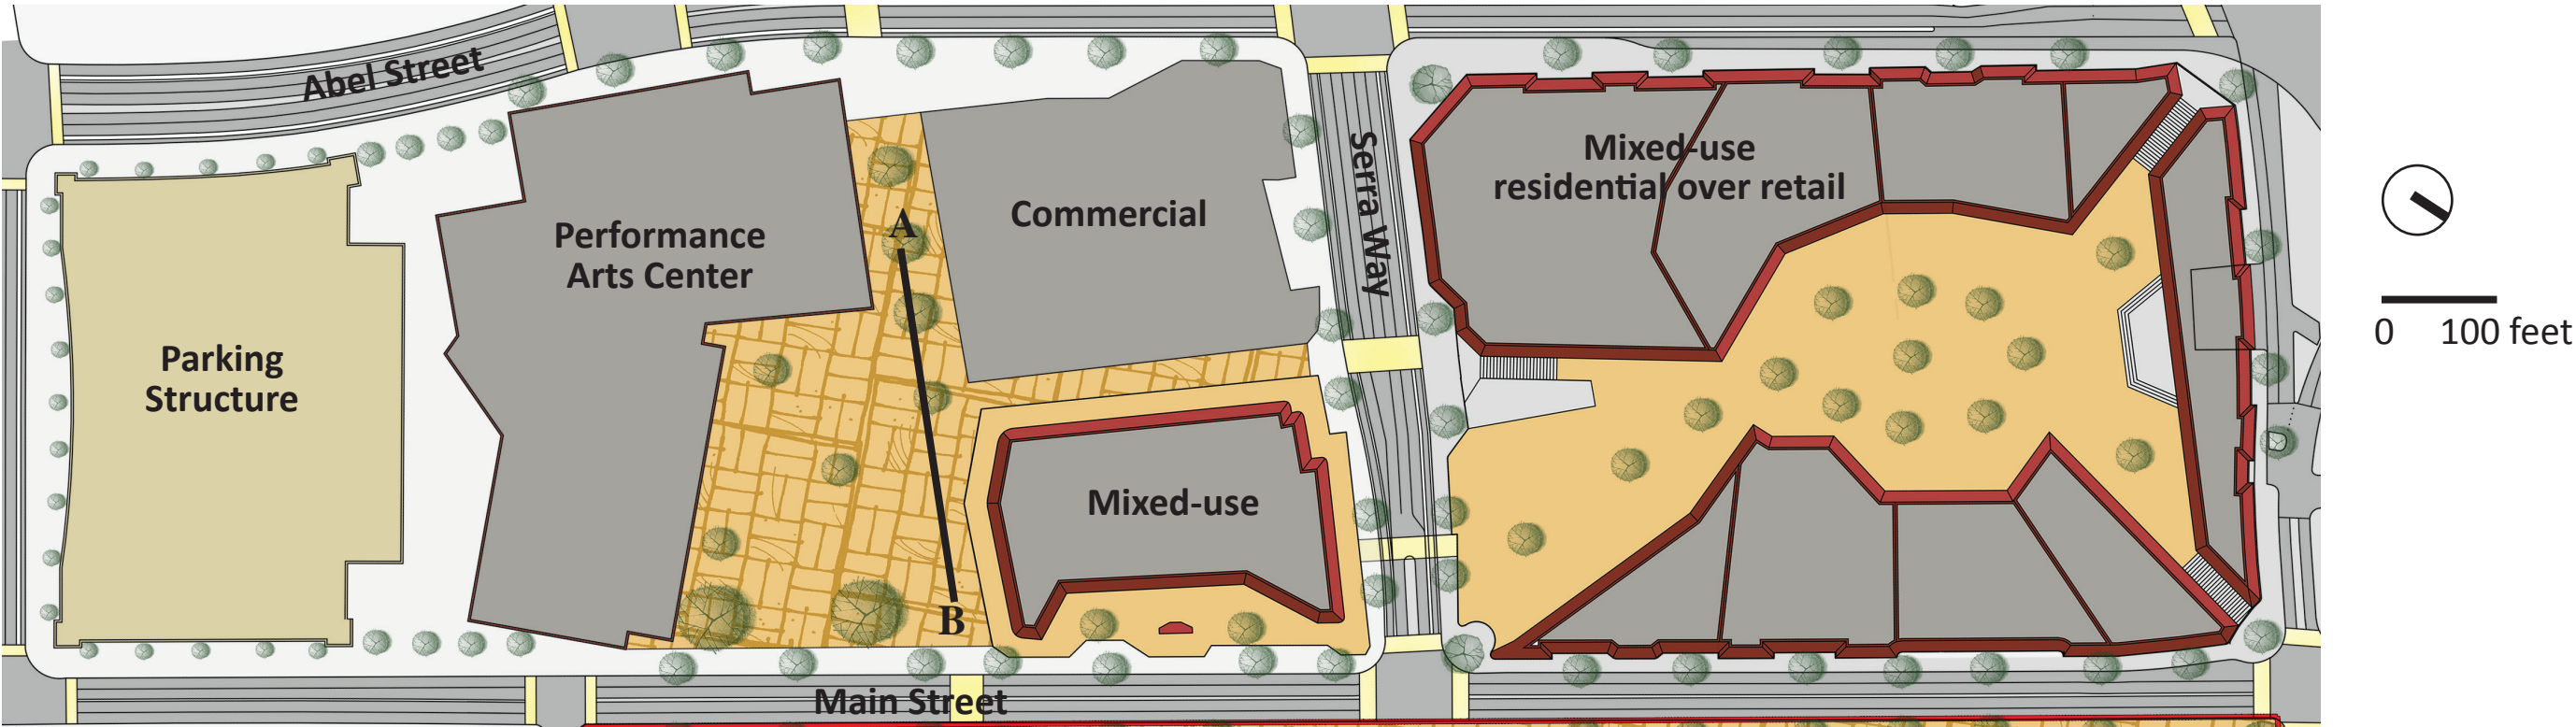 Abel Street
Parking
Structure
Performance
Arts Center
A
B
Commercial
Mixed-use
Serra Way
Mixed-use
residential over retail
Main Street
0 100 feet